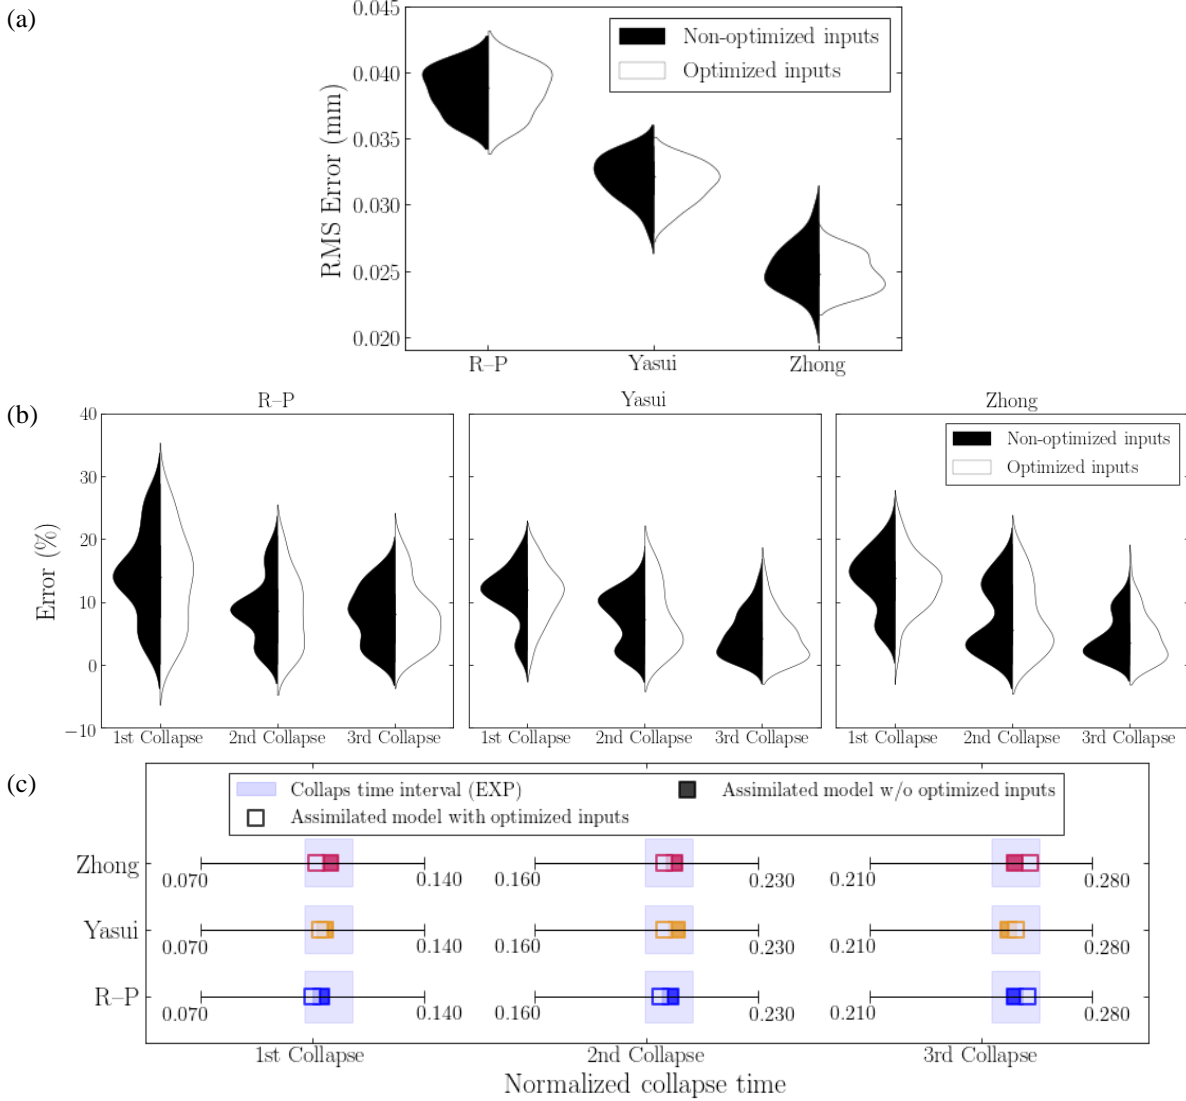 (a)
0.045
0.040
0.035
0.030
0.025
0.020
RMS Error (mm)
Non-optimized inputs
Optimized inputs
R–P
Yasui
Zhong
(b)
R–P
Yasui
Zhong
40
30
20
10
0
−10
Error (%)
Non-optimized inputs
Optimized inputs
1st Collapse
2nd Collapse
3rd Collapse
1st Collapse
2nd Collapse
3rd Collapse
1st Collapse
2nd Collapse
3rd Collapse
(c)
Collaps time interval (EXP)
Assimilated model w/o optimized inputs
Assimilated model with optimized inputs
Zhong
0.070
0.140
0.160
0.230
0.210
0.280
Yasui
0.070
0.140
0.160
0.230
0.210
0.280
R–P
0.070
0.140
0.160
0.230
0.210
0.280
1st Collapse
2nd Collapse
3rd Collapse
Normalized collapse time